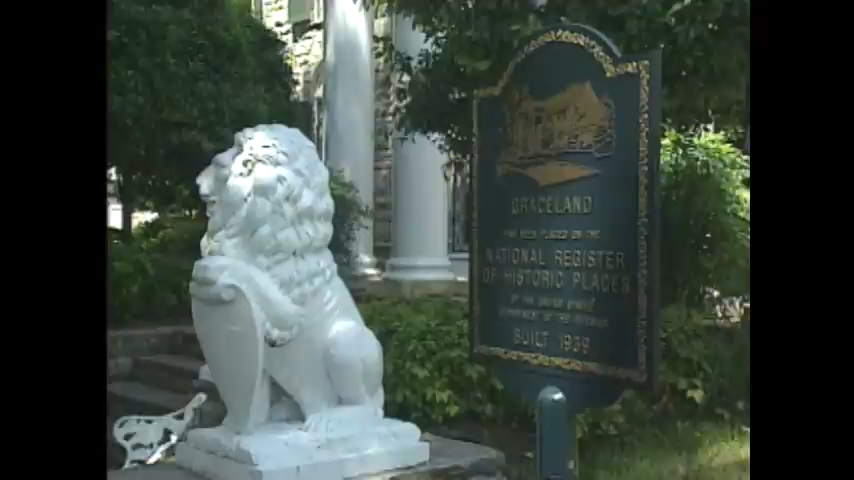 GRACELAND
HAS BEEN PLACED ON THE
NATIONAL REGISTER
OF HISTORIC PLACES
BY THE UNITED STATES
DEPARTMENT OF THE INTERIOR
BUILT 1939